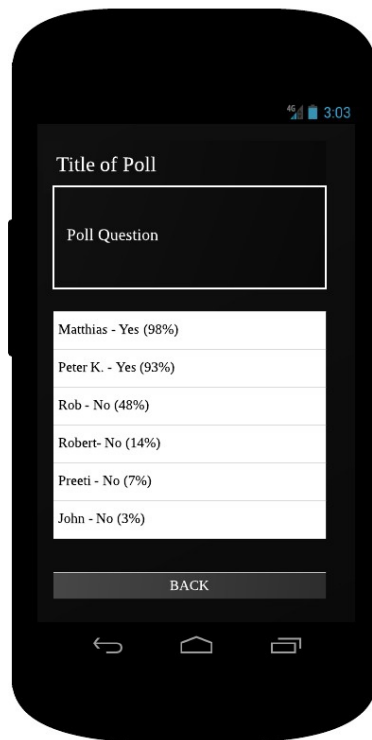 4G 3:03
Title of Poll
Poll Question
Matthias - Yes (98%)
Peter K. - Yes (93%)
Rob - No (48%)
Robert- No (14%)
Preeti - No (7%)
John - No (3%)
BACK